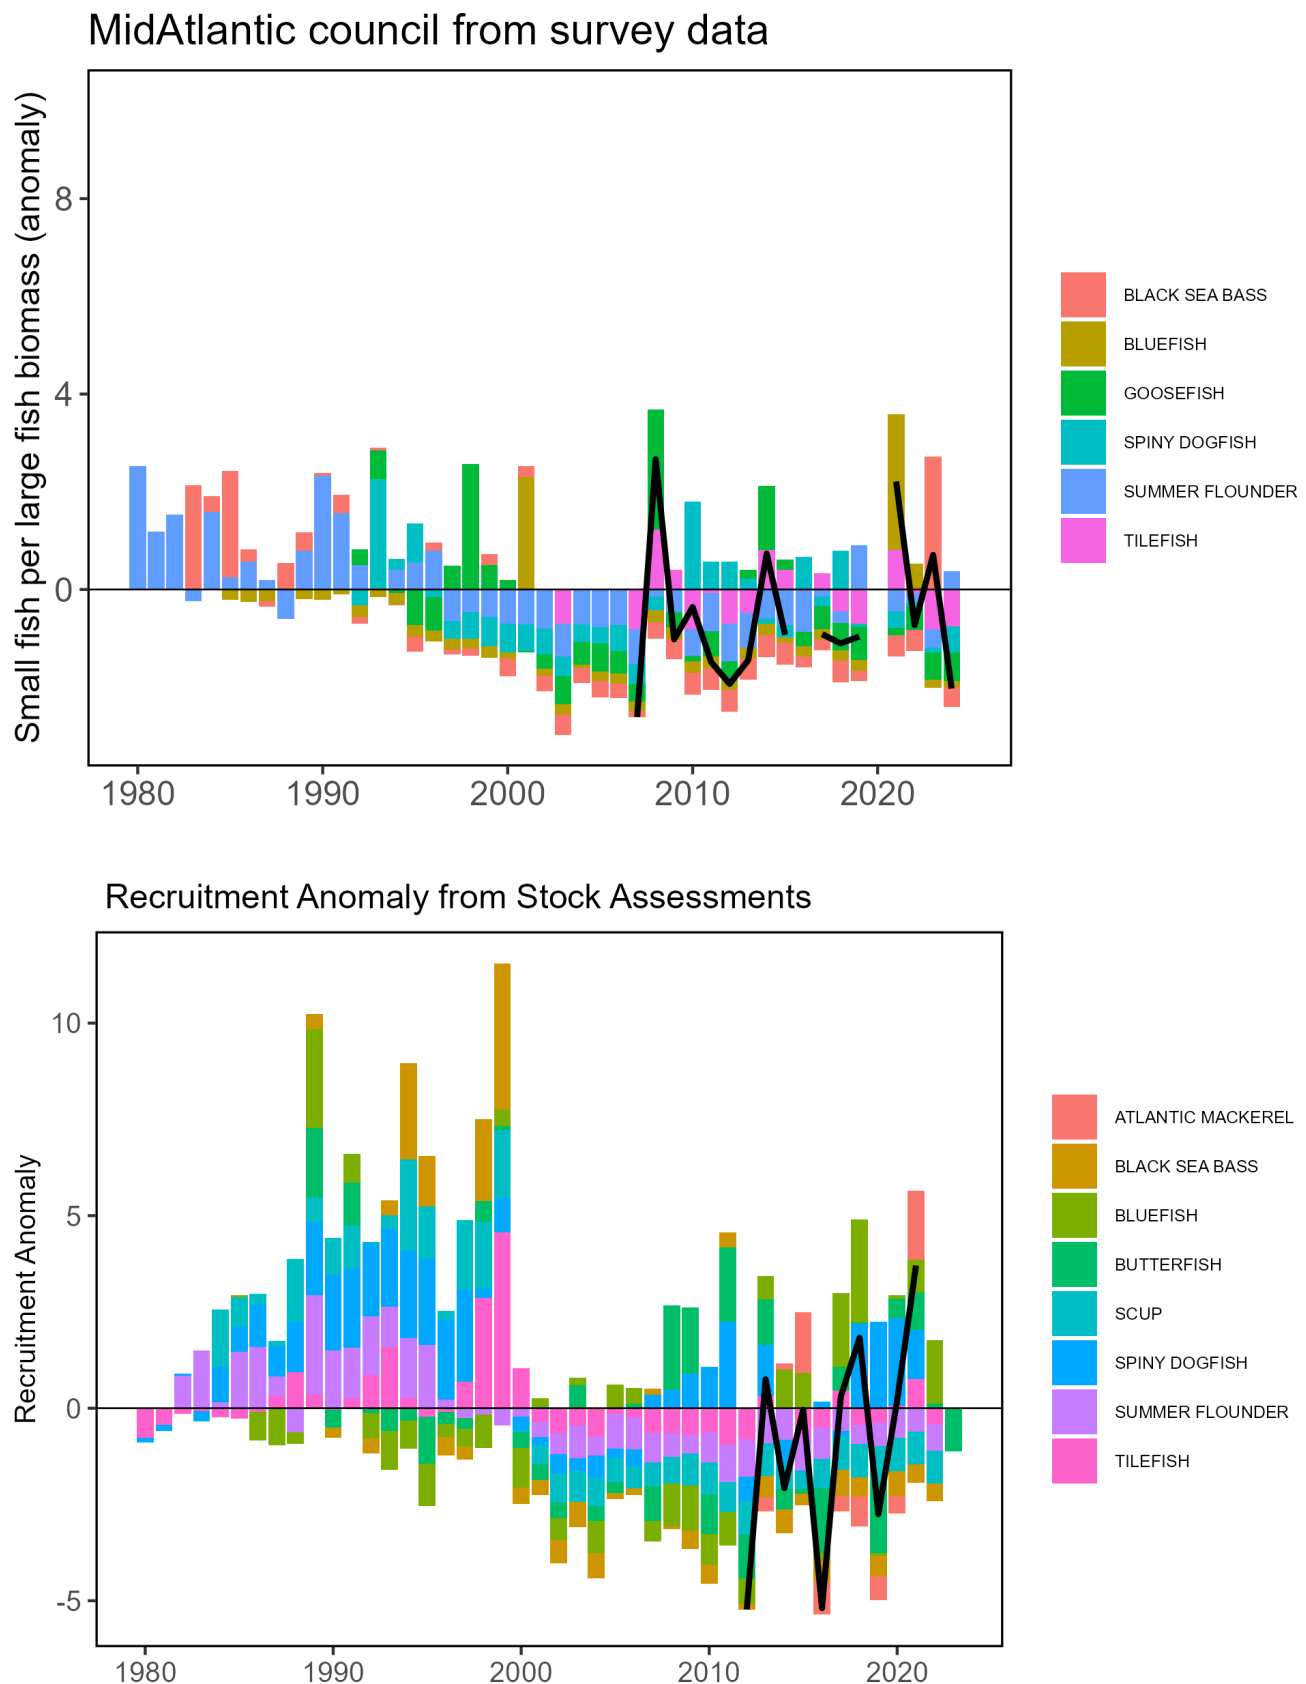 MidAtlantic council from survey data
Small fish per large fish biomass (anomaly)
8
4
0
1980
1990
2000
2010
2020
BLACK SEA BASS
BLUEFISH
GOOSEFISH
SPINY DOGFISH
SUMMER FLOUNDER
TILEFISH
Recruitment Anomaly from Stock Assessments
Recruitment Anomaly
10
5
0
-5
1980
1990
2000
2010
2020
ATLANTIC MACKEREL
BLACK SEA BASS
BLUEFISH
BUTTERFISH
SCUP
SPINY DOGFISH
SUMMER FLOUNDER
TILEFISH